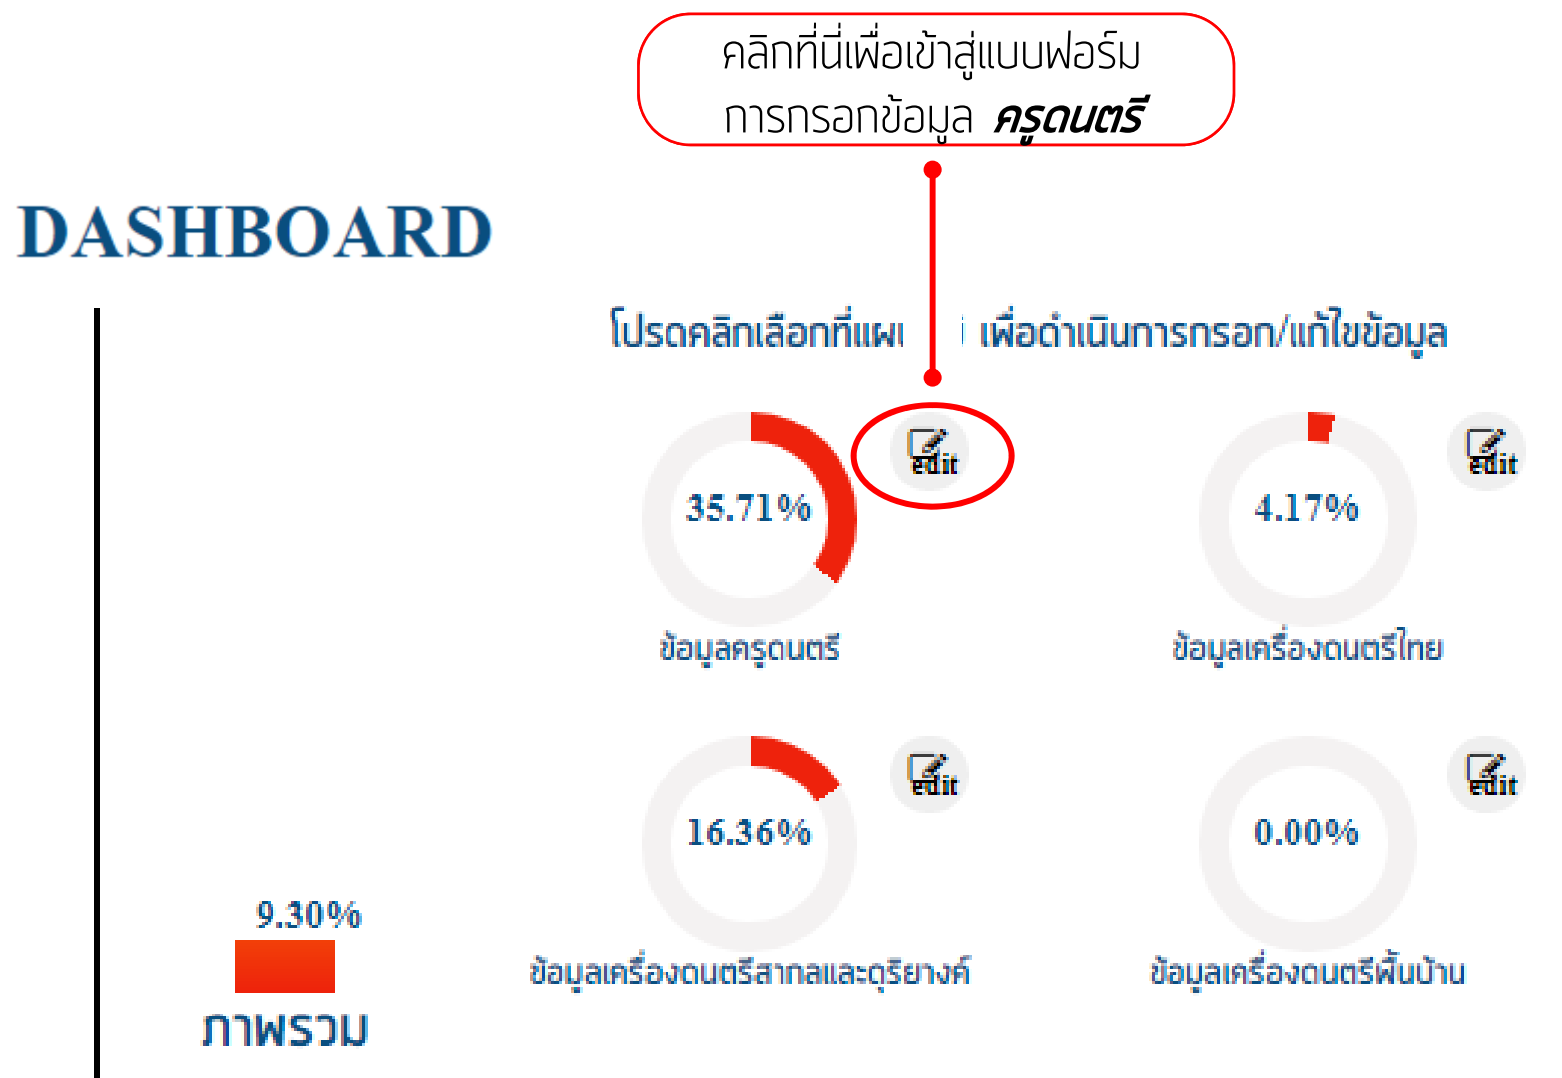 คลิกที่นี่เพื่อเข้าสู่แบบฟอร์ม
การกรอกข้อมูล ครูดนตรี
DASHBOARD
โปรดคลิกเลือกที่ เพื่อดำเนินการกรอก/แก้ไขข้อมูล
edit
edit
35.71%
4.17%
ข้อมูลครูดนตรี
ข้อมูลเครื่องดนตรีไทย
edit
edit
16.36%
0.00%
9.30%
ข้อมูลเครื่องดนตรีสากลและดุริยางค์
ข้อมูลเครื่องดนตรีพื้นบ้าน
ภาพรวม